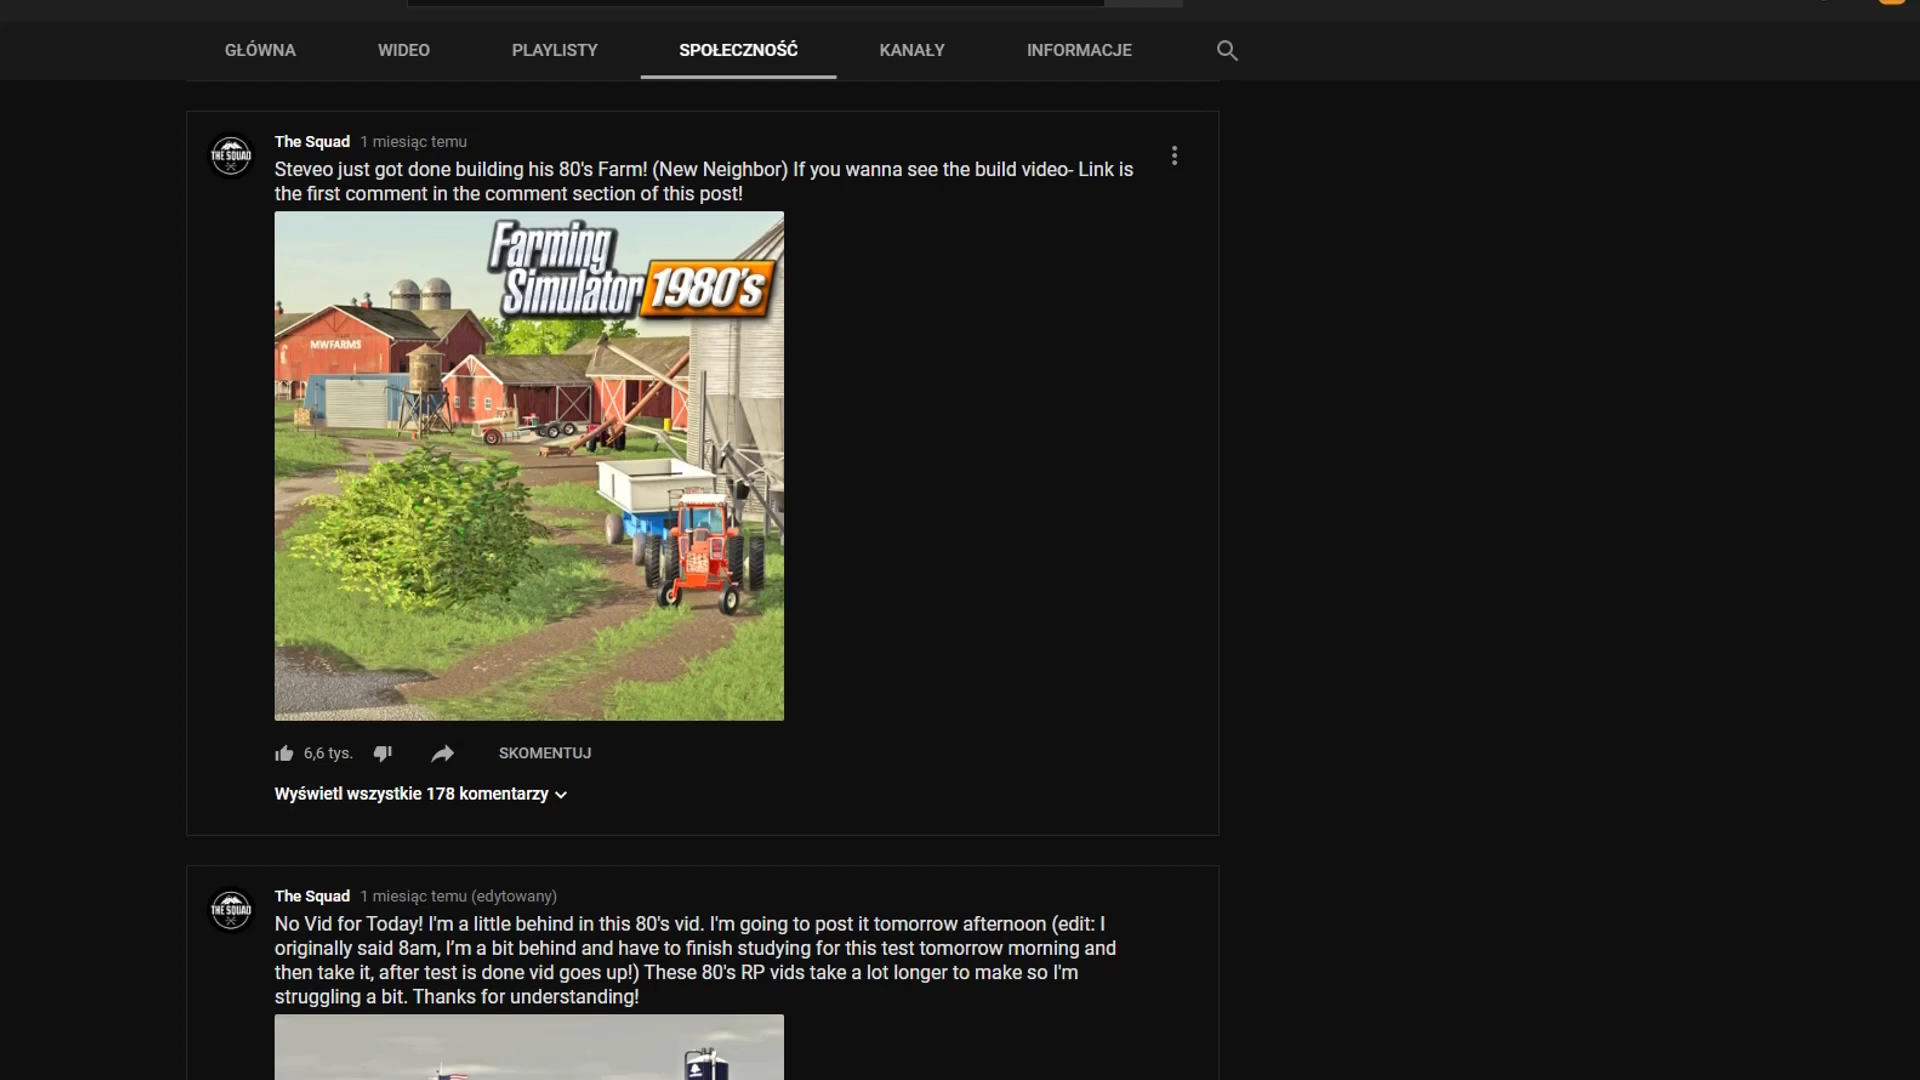 GŁÓWNA WIDEO PLAYLISTY SPOŁECZNOŚĆ KANAŁY INFORMACJE
THE SQUAD
The Squad 1 miesiąc temu
Steveo just got done building his 80's Farm! (New Neighbor) If you wanna see the build video- Link is
the first comment in the comment section of this post!
Farming
Simulator 1980's
MWFARMS
6,6 tys. SKOMENTUJ
Wyświetl wszystkie 178 komentarzy
THE SQUAD
The Squad 1 miesiąc temu (edytowany)
No Vid for Today! I'm a little behind in this 80's vid. I'm going to post it tomorrow afternoon (edit: I
originally said 8am, I’m a bit behind and have to finish studying for this test tomorrow morning and
then take it, after test is done vid goes up!) These 80's RP vids take a lot longer to make so I'm
struggling a bit. Thanks for understanding!